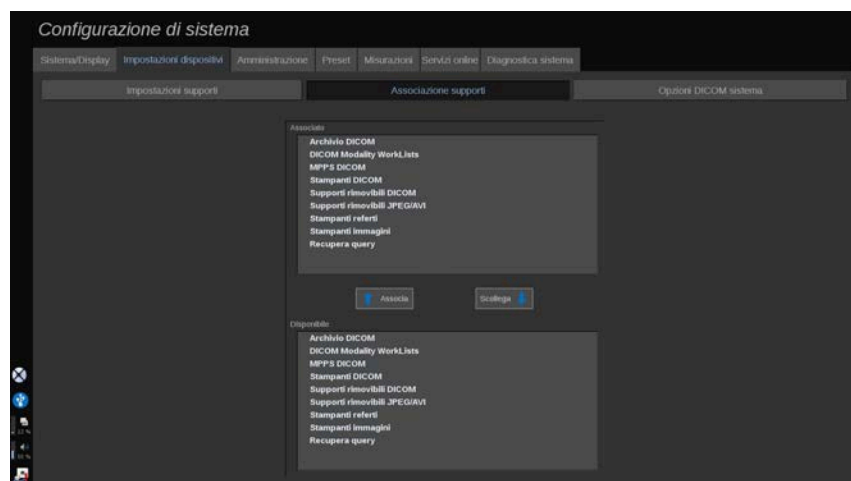 Configurazione di sistema
Sistema/Display Impostazioni dispositivi Amministrazione Preset Misurazioni Servizi online Diagnostica sistema
Impostazioni supporti Associazione supporti Opzioni DICOM sistema
Associato
Archivio DICOM
DICOM Modality WorkLists
MPPS DICOM
Stampanti DICOM
Supporti rimovibili DICOM
Supporti rimovibili JPEG/AVI
Stampanti referti
Stampanti immagini
Recupera query
Associa Scollega
Disponibile
Archivio DICOM
DICOM Modality WorkLists
MPPS DICOM
Stampanti DICOM
Supporti rimovibili DICOM
Supporti rimovibili JPEG/AVI
Stampanti referti
Stampanti immagini
Recupera query